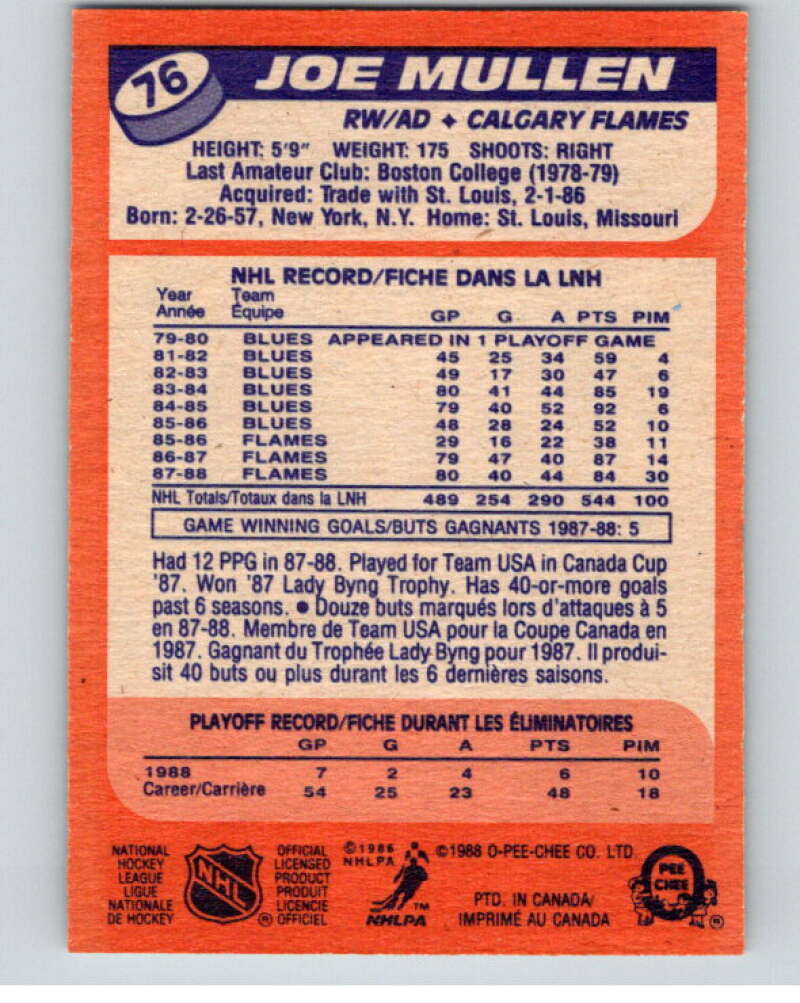 76
JOE MULLEN
RW/AD ♦ CALGARY FLAMES
HEIGHT: 5'9" WEIGHT: 175 SHOOTS: RIGHT
Last Amateur Club: Boston College (1978-79)
Acquired: Trade with St. Louis, 2-1-86
Born: 2-26-57, New York, N.Y. Home: St. Louis, Missouri
NHL RECORD/FICHE DANS LA LNH
Year Team
Année Équipe GP G A PTS PIM
79-80 BLUES APPEARED IN 1 PLAYOFF GAME
81-82 BLUES 45 25 34 59 4
82-83 BLUES 49 17 30 47 6
83-84 BLUES 80 41 44 85 19
84-85 BLUES 79 40 52 92 6
85-86 BLUES 48 28 24 52 10
85-86 FLAMES 29 16 22 38 11
86-87 FLAMES 79 47 40 87 14
87-88 FLAMES 80 40 44 84 30
NHL Totals/Totaux dans la LNH 489 254 290 544 100
GAME WINNING GOALS/BUTS GAGNANTS 1987-88: 5
Had 12 PPG in 87-88. Played for Team USA in Canada Cup
'87. Won '87 Lady Byng Trophy. Has 40-or-more goals
past 6 seasons. ● Douze buts marqués lors d'attaques à 5
en 87-88. Membre de Team USA pour la Coupe Canada en
1987. Gagnant du Trophée Lady Byng pour 1987. Il produi-
sit 40 buts ou plus durant les 6 dernières saisons.
PLAYOFF RECORD/FICHE DURANT LES ÉLIMINATOIRES
GP G A PTS PIM
1988 7 2 4 6 10
Career/Carrière 54 25 23 48 18
NATIONAL
HOCKEY
LEAGUE
LIGUE
NATIONALE
DE HOCKEY
NHL
®
OFFICIAL
LICENSED
PRODUCT
PRODUIT
LICENCIE
OFFICIEL
©1986
NHLPA
TM
NHLPA
©1988 O-PEE-CHEE CO. LTD.
PTD. IN CANADA/
IMPRIMÉ AU CANADA
O
PEE
CHEE
®